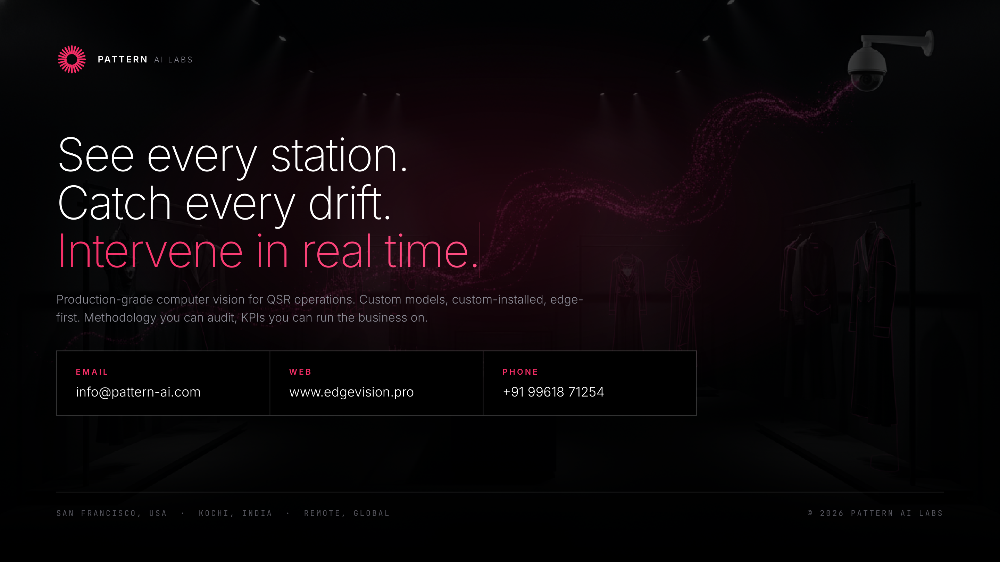 PATTERN AI LABS
See every station.
Catch every drift.
Intervene in real time.
Production-grade computer vision for QSR operations. Custom models, custom-installed, edge-
first. Methodology you can audit, KPIs you can run the business on.
EMAIL
info@pattern-ai.com
WEB
www.edgevision.pro
PHONE
+91 99618 71254
SAN FRANCISCO, USA · KOCHI, INDIA · REMOTE, GLOBAL
© 2026 PATTERN AI LABS